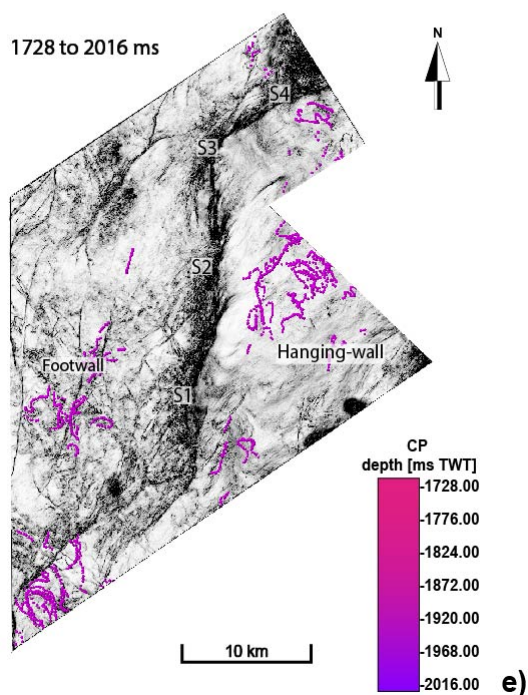 1728 to 2016 ms
N
S4
S3
S2
Footwall
Hanging-wall
S1
CP
depth [ms TWT]
-1728.00
-1776.00
-1824.00
-1872.00
-1920.00
-1968.00
-2016.00
10 km
e)